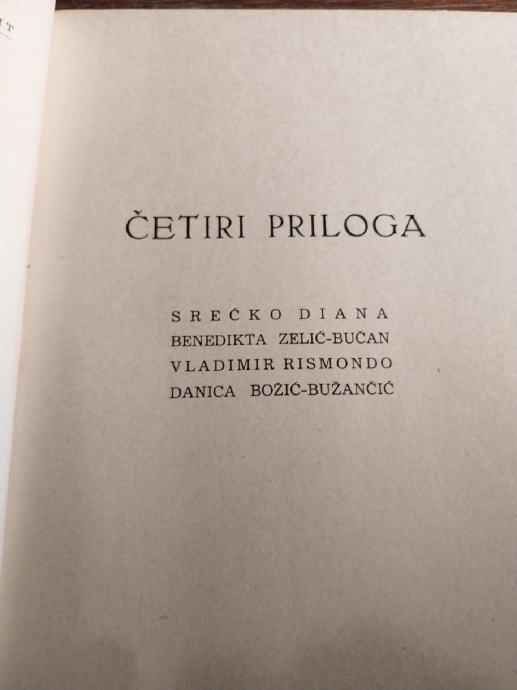 ČETIRI PRILOGA
SREĆKO DIANA
BENEDIKTA ZELIĆ-BUČAN
VLADIMIR RISMONDO
DANICA BOŽIĆ-BUŽANČIĆ